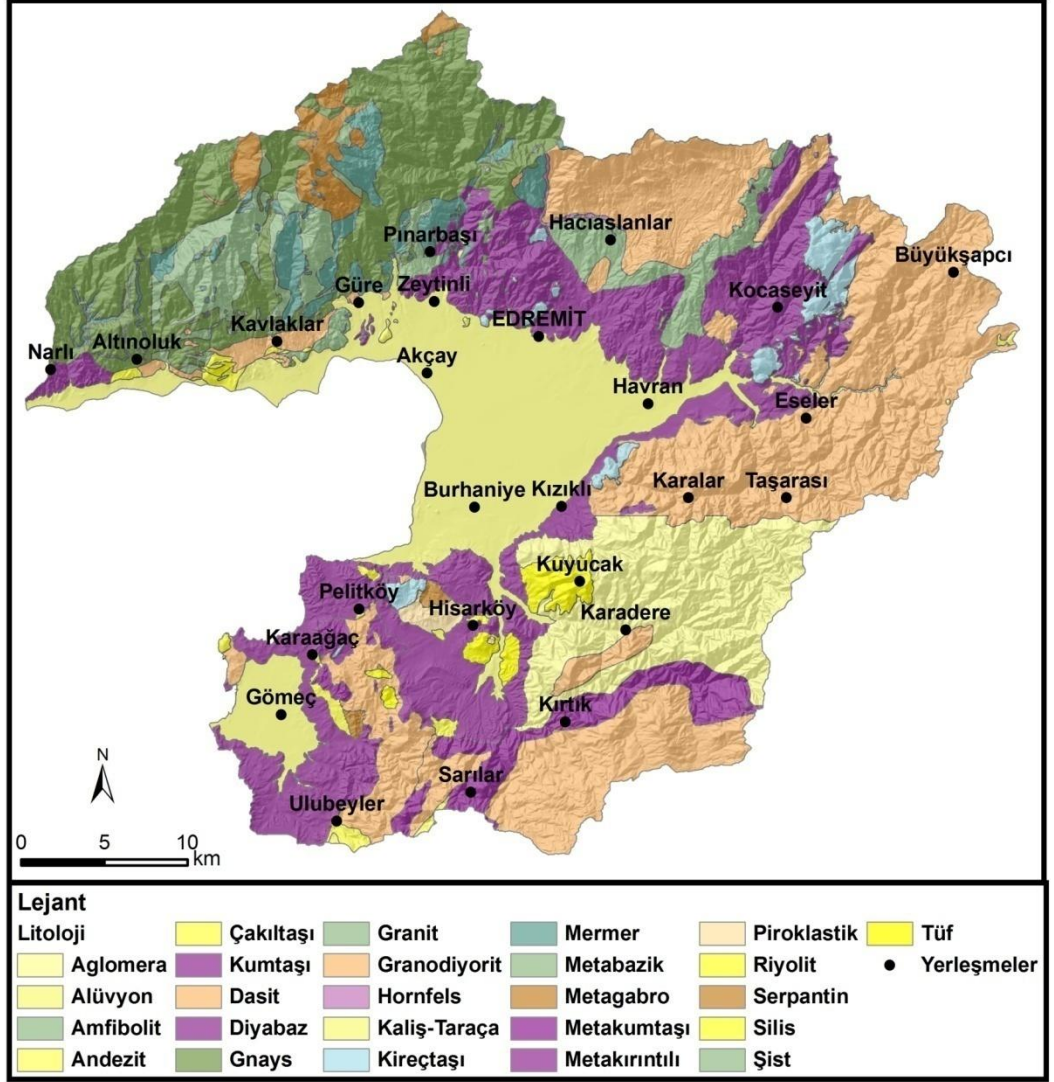 Hacıaslanlar
Pınarbaşı
Büyükşapcı
Güre
Zeytinli
Kocaseyit
EDREMİT
Kavlaklar
Altınoluk
Narlı
Akçay
Havran
Eseler
Karalar
Taşarası
Burhaniye
Kızıklı
Kuyucak
Pelitköy
Hisarköy
Karadere
Karaağaç
Gömeç
Kırtık
N
Sarılar
Ulubeyler
0 5 10
km
Lejant
Litoloji
Aglomera
Alüvyon
Amfibolit
Andezit
Çakıltaşı
Kumtaşı
Dasit
Diyabaz
Gnays
Granit
Granodiyorit
Hornfels
Kaliş-Taraça
Kireçtaşı
Mermer
Metabazik
Metagabro
Metakumtaşı
Metakırıntılı
Piroklastik
Riyolit
Serpantin
Silis
Şist
Tüf
Yerleşmeler